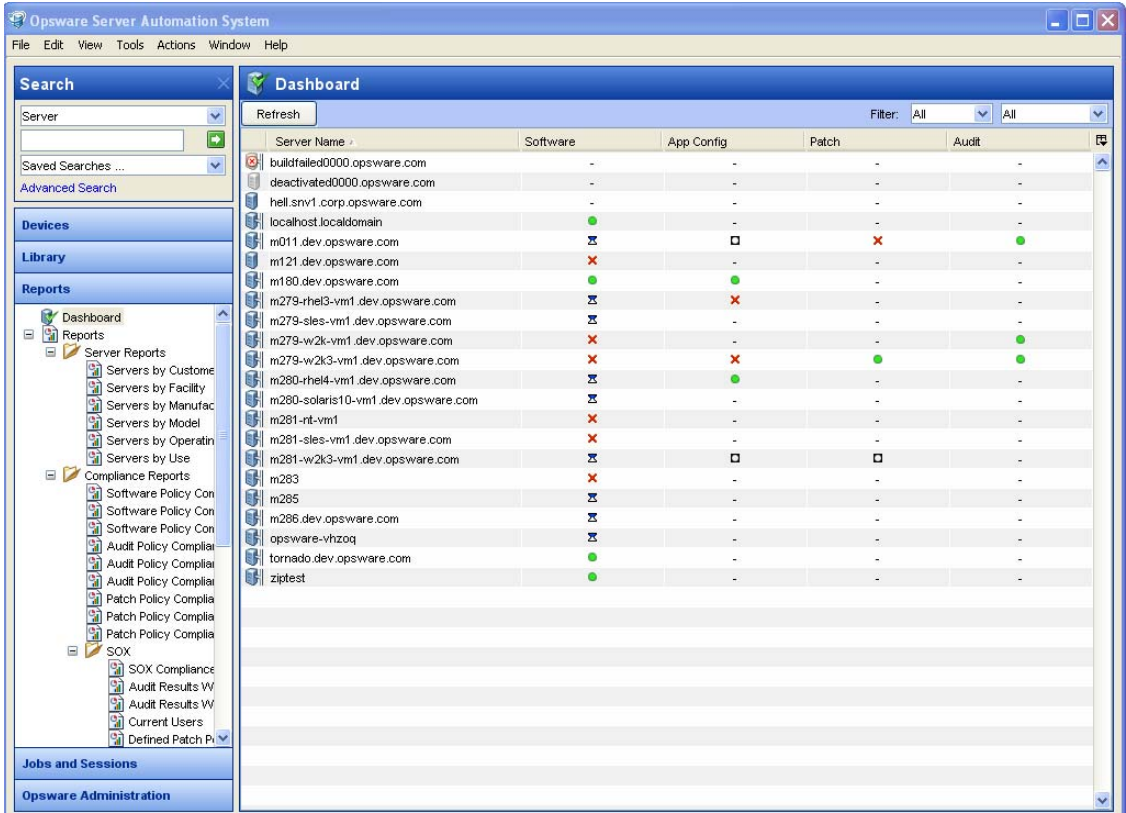 Opsware Server Automation System
File Edit View Tools Actions Window Help
Search
Server
Saved Searches ...
Advanced Search
Devices
Library
Reports
Dashboard
Reports
Server Reports
Servers by Custome
Servers by Facility
Servers by Manufac
Servers by Model
Servers by Operatin
Servers by Use
Compliance Reports
Software Policy Con
Software Policy Con
Software Policy Con
Audit Policy Complian
Audit Policy Complian
Audit Policy Complian
Patch Policy Complia
Patch Policy Complia
Patch Policy Complia
SOX
SOX Compliance
Audit Results W
Audit Results W
Current Users
Defined Patch Po
Jobs and Sessions
Opsware Administration
Dashboard
Refresh Filter: All All
Server Name Software App Config Patch Audit
buildfailed0000.opsware.com - - - -
deactivated0000.opsware.com - - - -
hell.snv1.corp.opsware.com - - - -
localhost.localdomain - - -
m011.dev.opsware.com
m121.dev.opsware.com - - -
m180.dev.opsware.com - -
m279-rhel3-vm1.dev.opsware.com - -
m279-sles-vm1.dev.opsware.com - - -
m279-w2k-vm1.dev.opsware.com - -
m279-w2k3-vm1.dev.opsware.com
m280-rhel4-vm1.dev.opsware.com - -
m280-solaris10-vm1.dev.opsware.com - - -
m281-nt-vm1 - - -
m281-sles-vm1.dev.opsware.com - - -
m281-w2k3-vm1.dev.opsware.com -
m283 - - -
m285 - - -
m286.dev.opsware.com - - -
opsware-vhzoq - - -
tornado.dev.opsware.com - - -
ziptest - - -